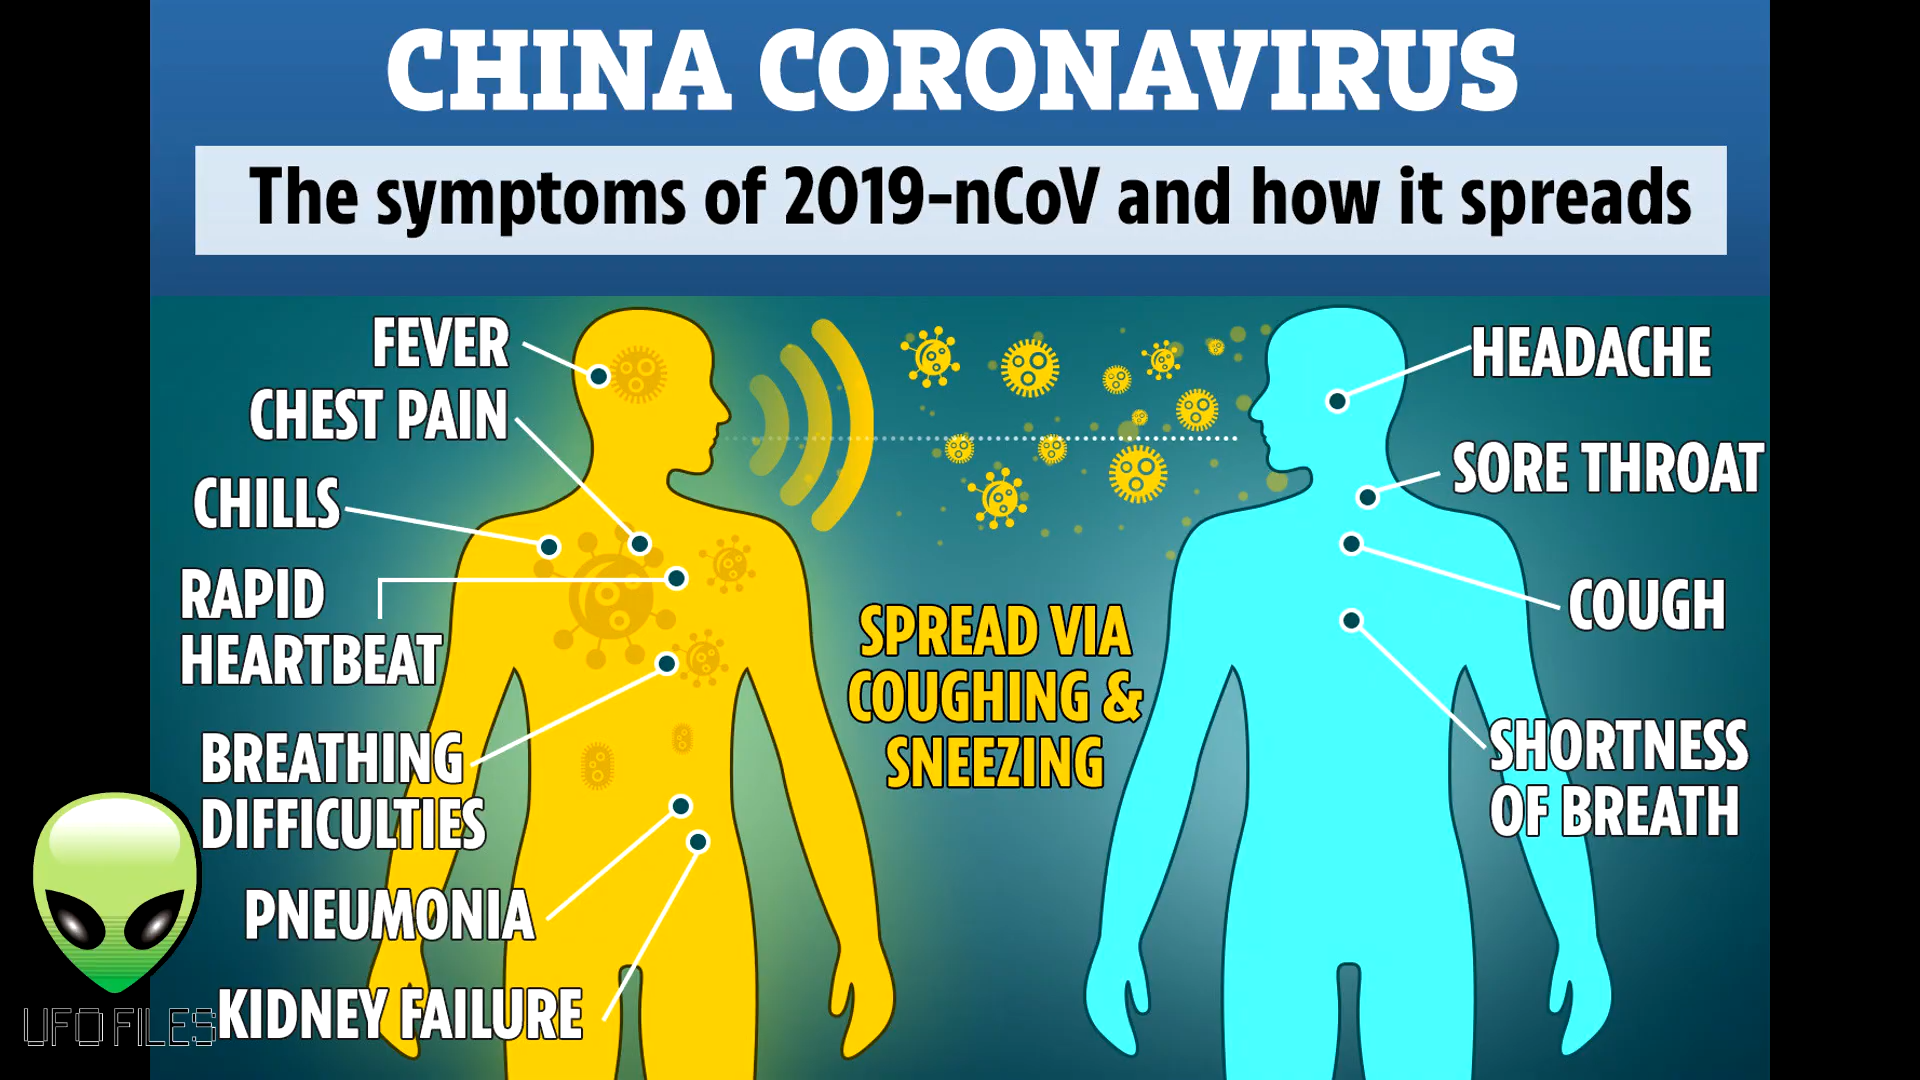 CHINA CORONAVIRUS
The symptoms of 2019-nCoV and how it spreads
FEVER
CHEST PAIN
CHILLS
RAPID
HEARTBEAT
BREATHING
DIFFICULTIES
PNEUMONIA
KIDNEY FAILURE
SPREAD VIA
COUGHING &
SNEEZING
HEADACHE
SORE THROAT
COUGH
SHORTNESS
OF BREATH
UFO FILES